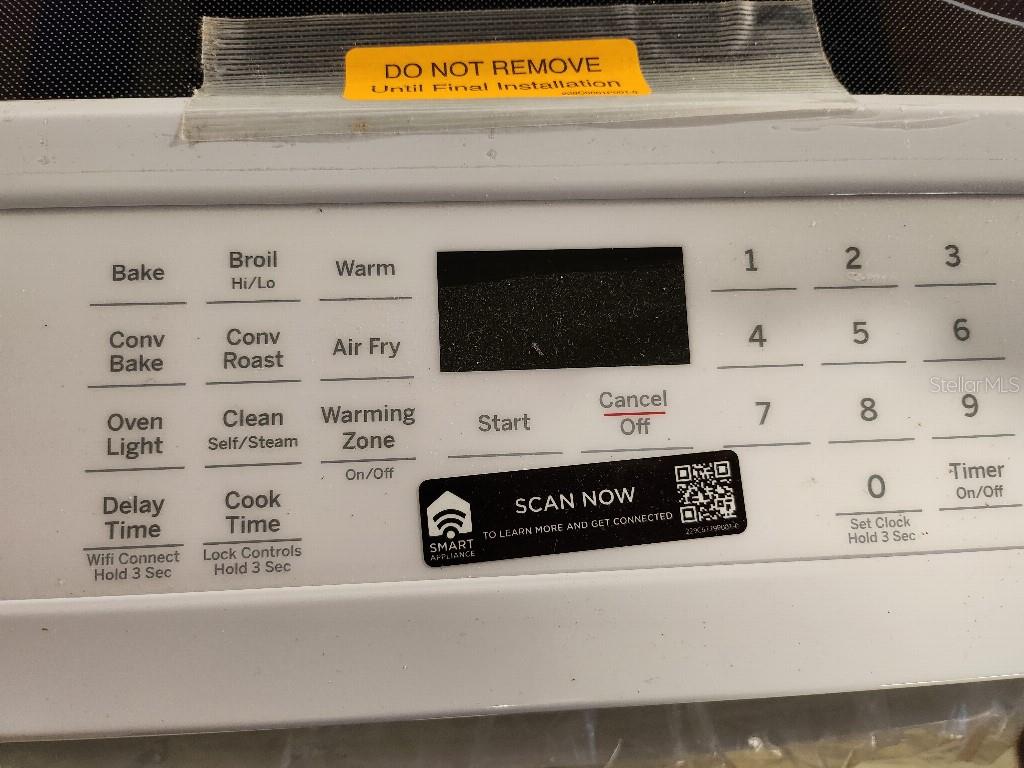 DO NOT REMOVE
Until Final Installation
Bake
Broil
Hi/Lo
Warm
1
2
3
Conv
Bake
Conv
Roast
Air Fry
4
5
6
StellarMLS
Oven
Light
Clean
Self/Steam
Warming
Zone
On/Off
Start
Cancel
Off
7
8
9
Delay
Time
Wifi Connect
Hold 3 Sec
Cook
Time
Lock Controls
Hold 3 Sec
SMART
APPLIANCE
SCAN NOW
TO LEARN MORE AND GET CONNECTED
0
Set Clock
Hold 3 Sec
Timer
On/Off